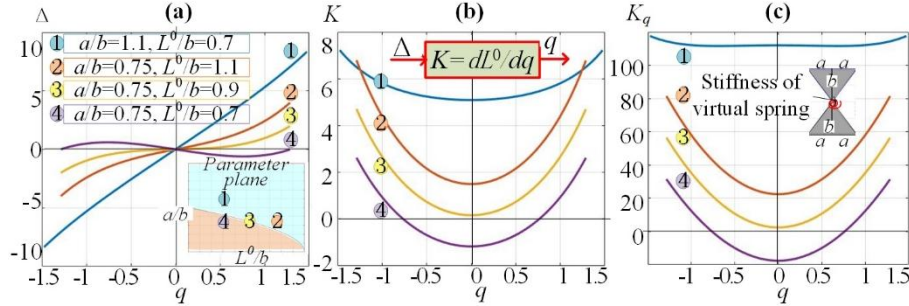 Δ
(a)
10
1
a/b=1.1, L⁰/b=0.7
1
2
a/b=0.75, L⁰/b=1.1
2
5
3
a/b=0.75, L⁰/b=0.9
3
4
a/b=0.75, L⁰/b=0.7
4
0
-5
-10
Parameter
plane
1
a/b
4 3 2
L⁰/b
-1.5 -1 -0.5 0 0.5 1 1.5
q
K
(b)
8
Δ
K=dL⁰/dq
q
6
1
4
2
2
3
0
4
-2
-1.5 -1 -0.5 0 0.5 1 1.5
q
K_q
(c)
100
1
80
2
60
3
40
4
20
0
Stiffness of
virtual spring
a a
b
b
a a
-1.5 -1 -0.5 0 0.5 1 1.5
q